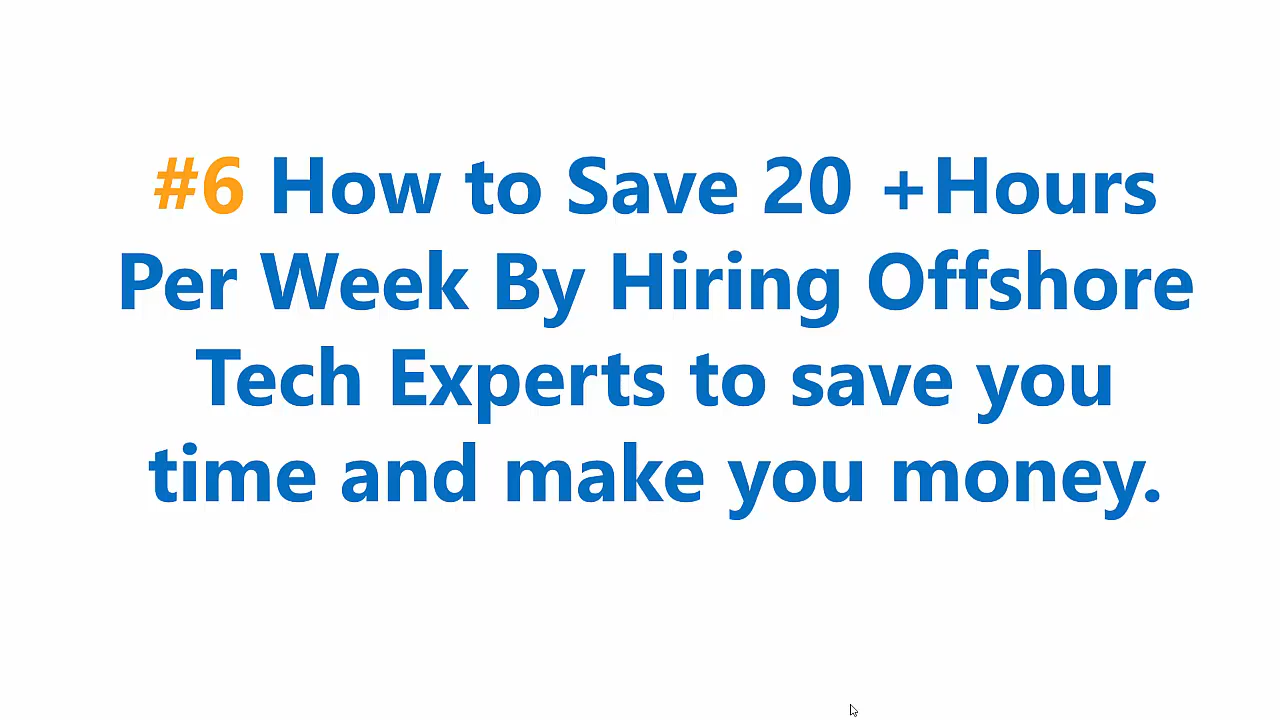 #6 How to Save 20 +Hours
Per Week By Hiring Offshore
Tech Experts to save you
time and make you money.